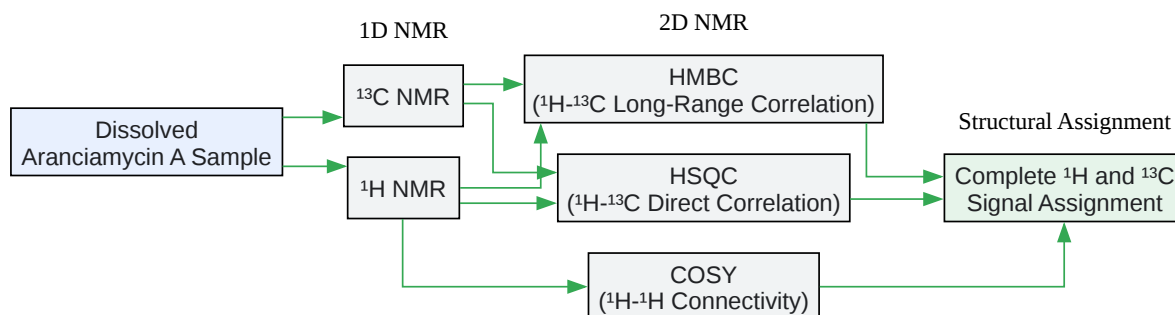 1D NMR
2D NMR
¹³C NMR
HMBC
(¹H-¹³C Long-Range Correlation)
Dissolved
Aranciamycin A Sample
Structural Assignment
¹H NMR
HSQC
(¹H-¹³C Direct Correlation)
Complete ¹H and ¹³C
Signal Assignment
COSY
(¹H-¹H Connectivity)